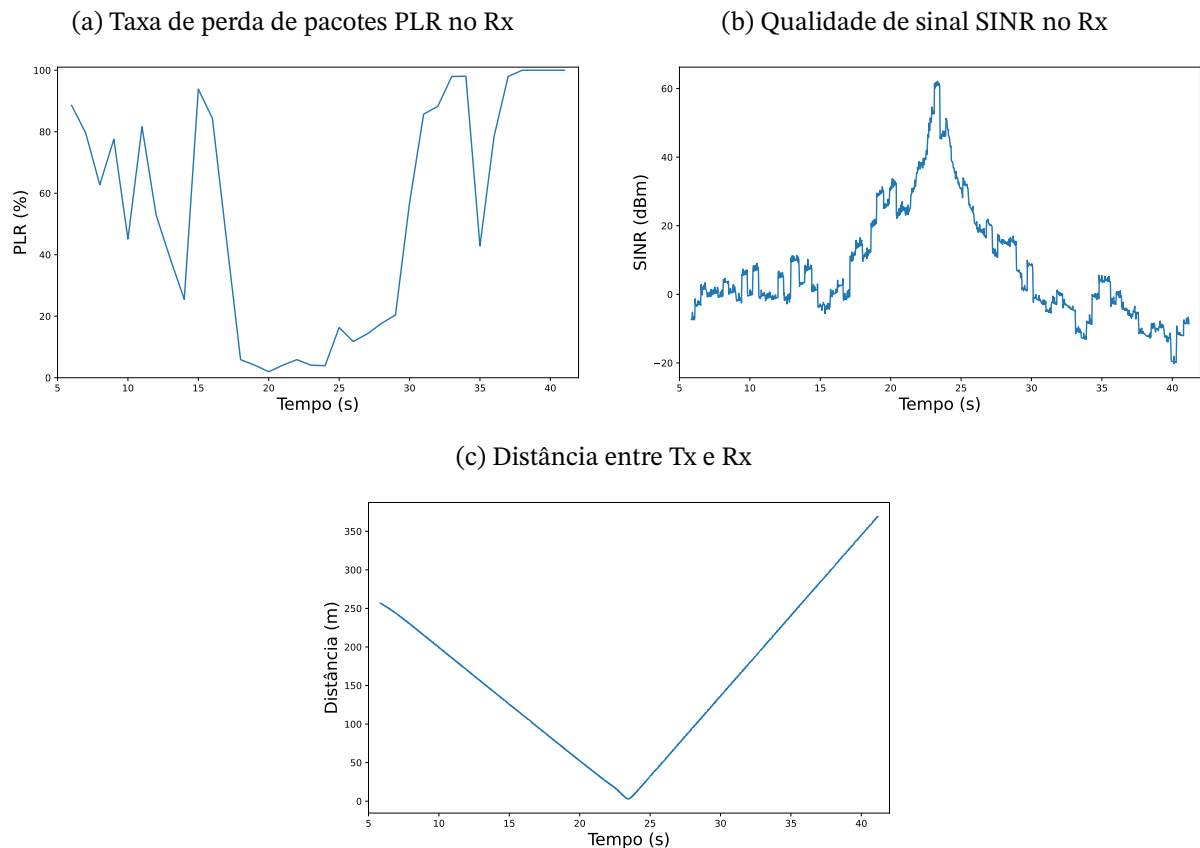 (a) Taxa de perda de pacotes PLR no Rx
(b) Qualidade de sinal SINR no Rx
100
80
60
40
20
0
PLR (%)
5 10 15 20 25 30 35 40
Tempo (s)
60
40
20
0
−20
SINR (dBm)
5 10 15 20 25 30 35 40
Tempo (s)
(c) Distância entre Tx e Rx
350
300
250
200
150
100
50
0
Distância (m)
5 10 15 20 25 30 35 40
Tempo (s)